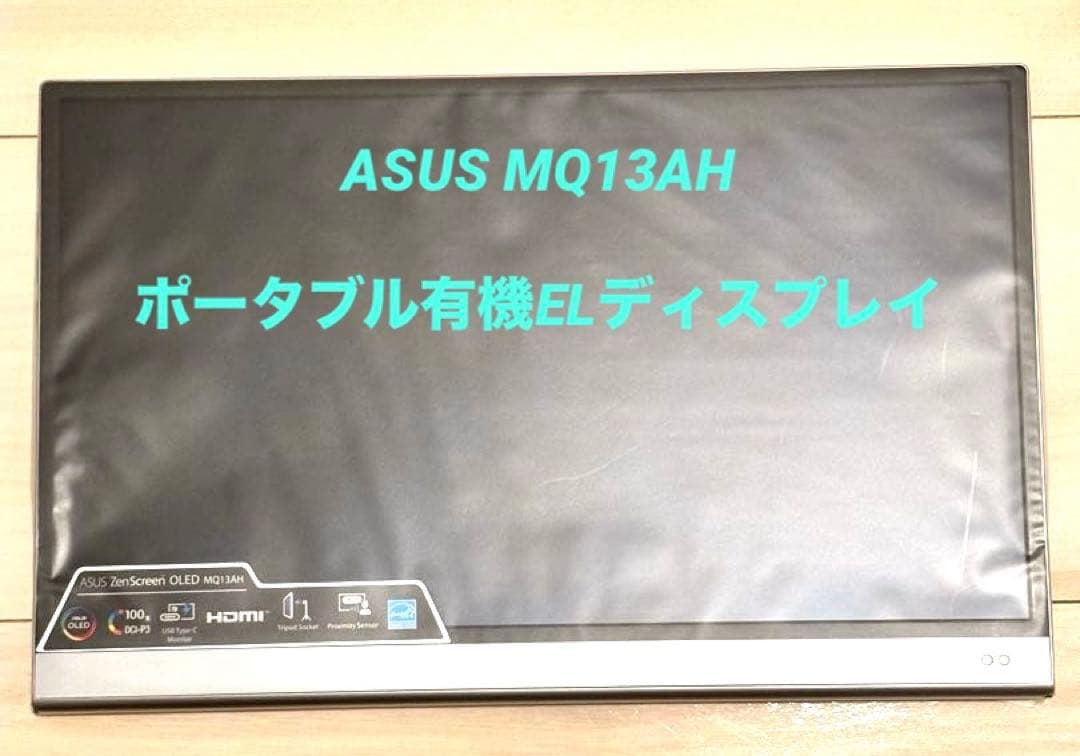 ASUS MQ13AH
ポータブル有機ELディスプレイ
ASUS ZenScreen OLED MQ13AH
ASUS OLED
100%
DCI-P3
USB Type-C
Monitor
HDMI
Tripod Socket
Proximity Sensor